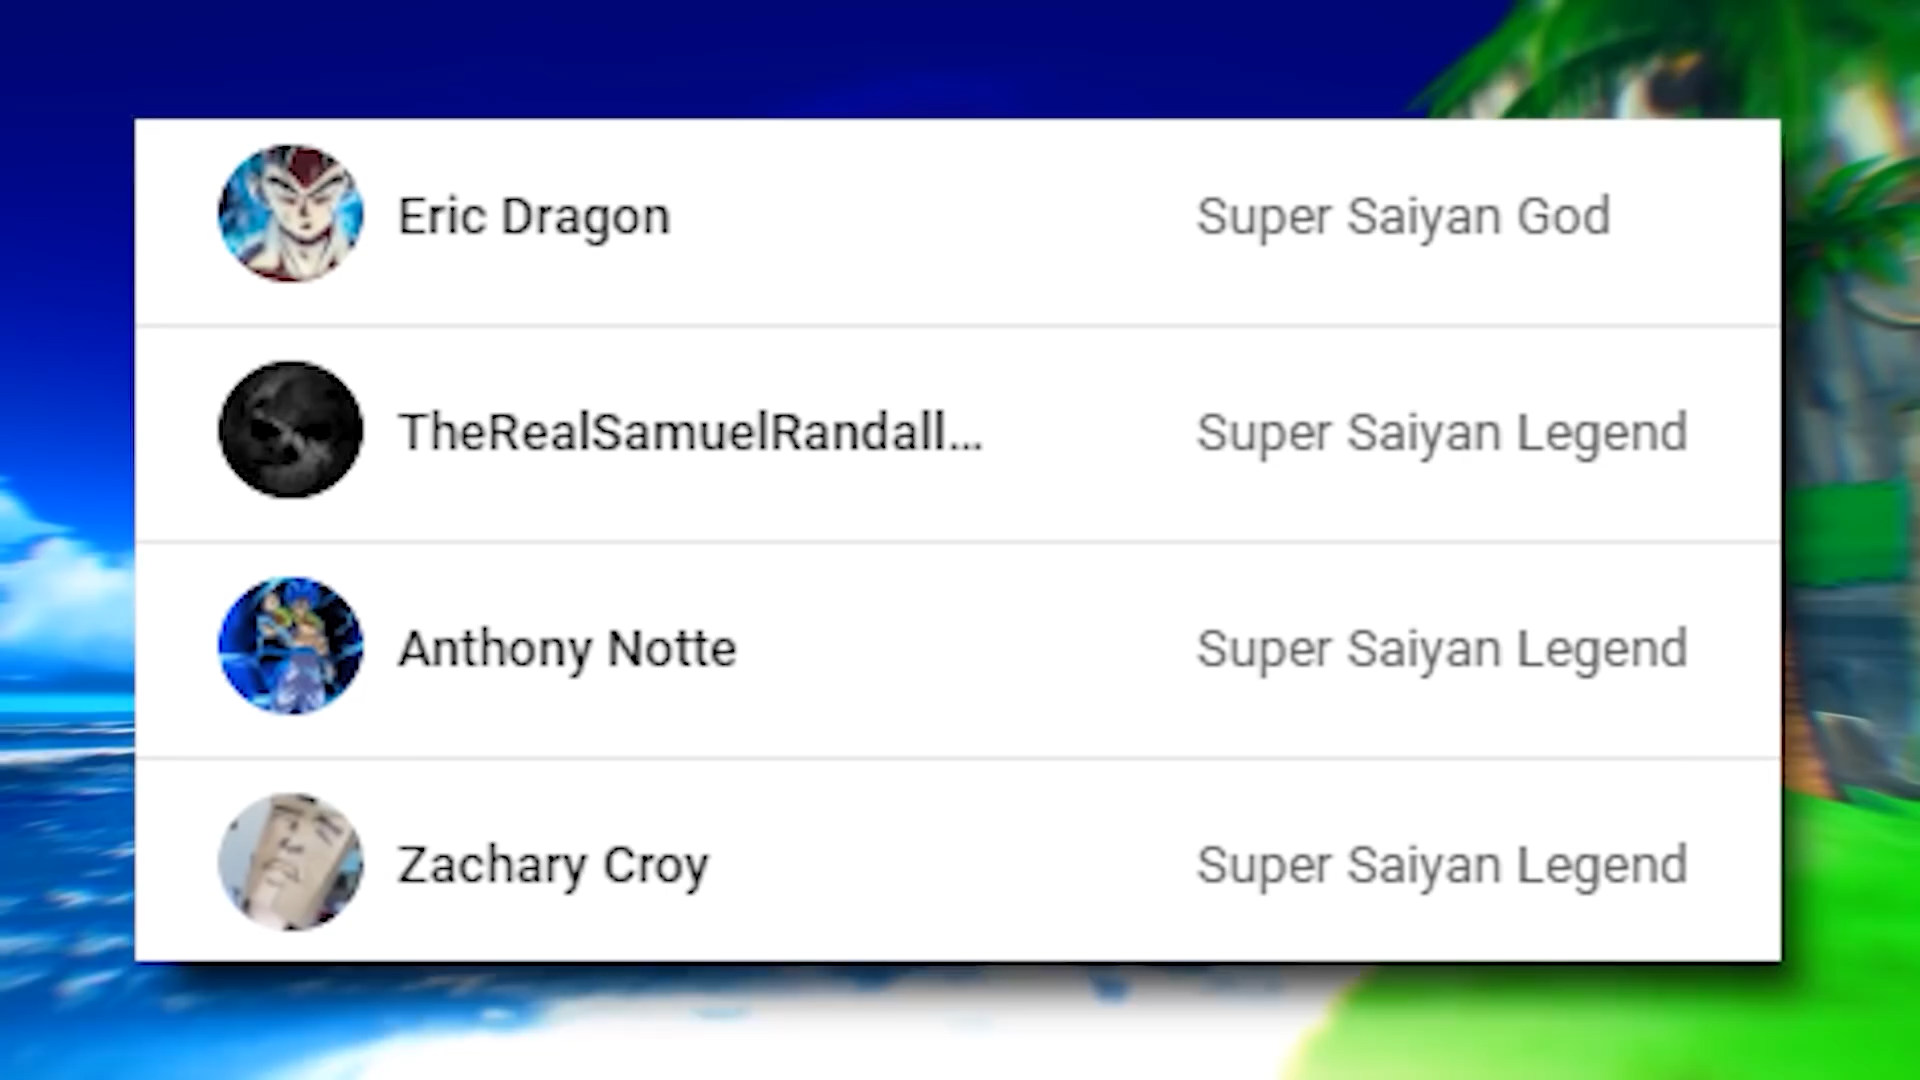 Eric Dragon Super Saiyan God
TheRealSamuelRandall... Super Saiyan Legend
Anthony Notte Super Saiyan Legend
Zachary Croy Super Saiyan Legend